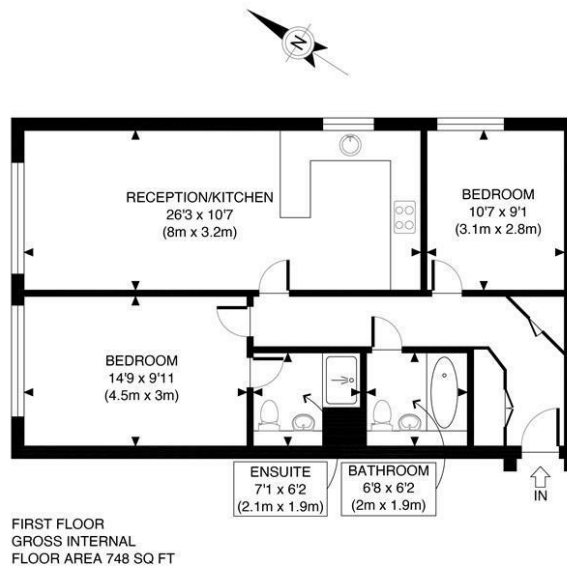 N
RECEPTION/KITCHEN
26'3 x 10'7
(8m x 3.2m)
BEDROOM
10'7 x 9'1
(3.1m x 2.8m)
BEDROOM
14'9 x 9'11
(4.5m x 3m)
ENSUITE
7'1 x 6'2
(2.1m x 1.9m)
BATHROOM
6'8 x 6'2
(2m x 1.9m)
IN
FIRST FLOOR
GROSS INTERNAL
FLOOR AREA 748 SQ FT